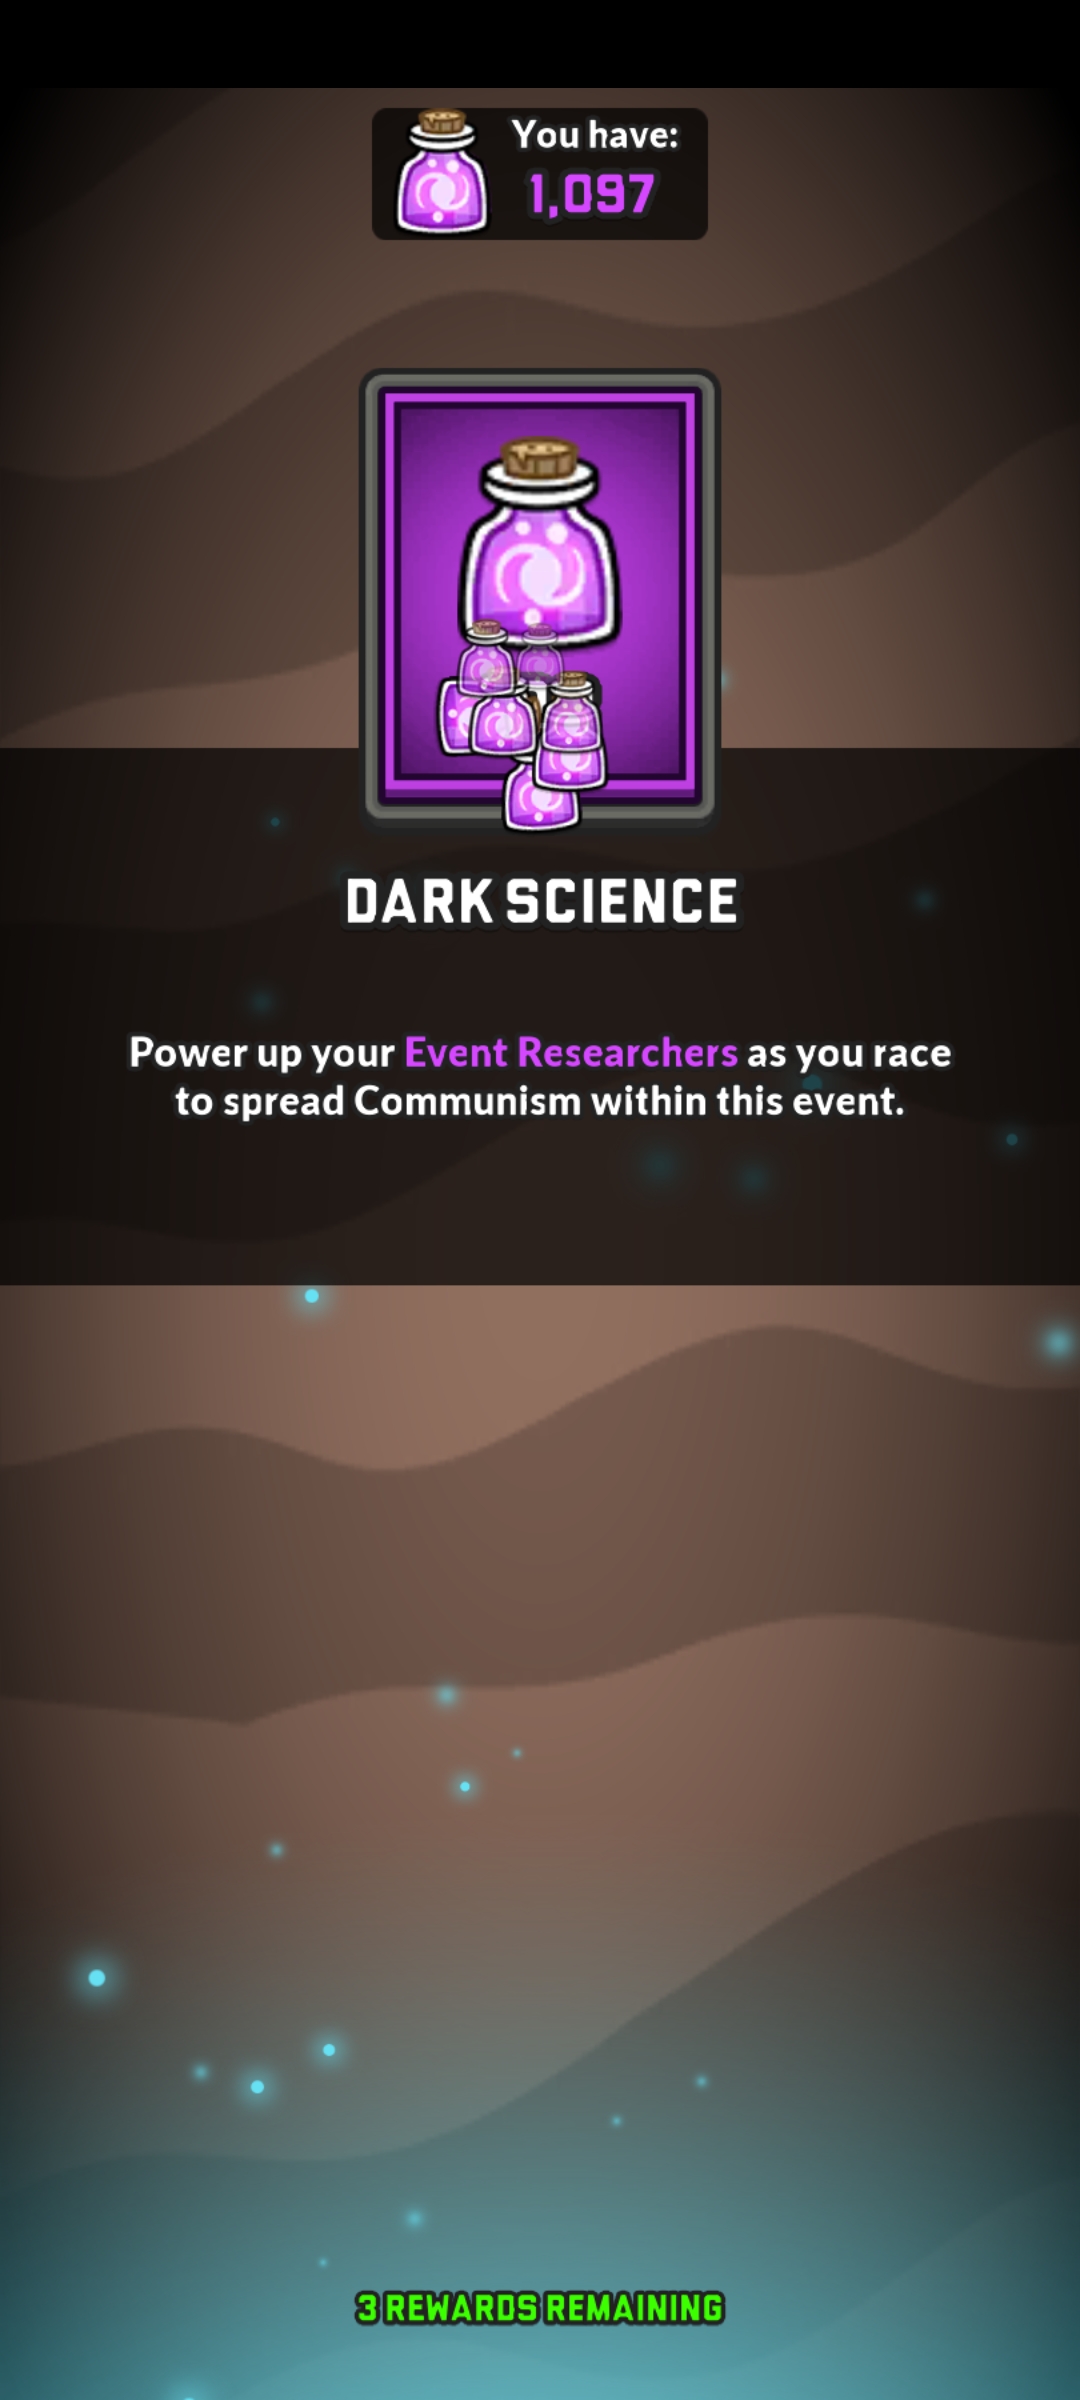 You have:
1,097
DARK SCIENCE
Power up your Event Researchers as you race
to spread Communism within this event.
3 REWARDS REMAINING